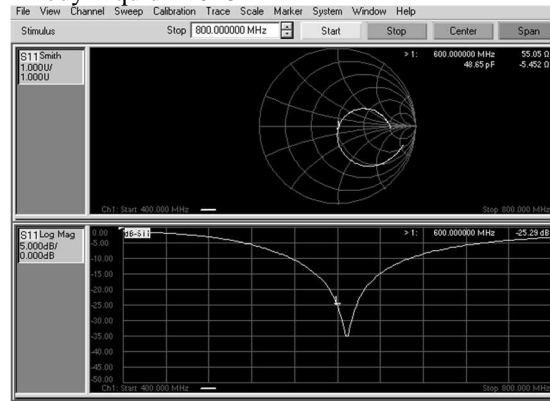 File View Channel Sweep Calibration Trace Scale Marker System Window Help
Stimulus Stop 800.000000 MHz Start Stop Center Span
S11 Smith
1.000U/
1.000U
> 1: 600.000000 MHz 55.05 Ω
48.65 pF -5.452 Ω
Ch1: Start 400.000 MHz Stop 800.000 MHz
S11 Log Mag
5.000dB/
0.000dB
0.00 dB-S11 > 1: 600.000000 MHz -25.29 dB
-5.00
-10.00
-15.00
-20.00
-25.00
-30.00
-35.00
-40.00
-45.00
-50.00
Ch1: Start 400.000 MHz Stop 800.000 MHz